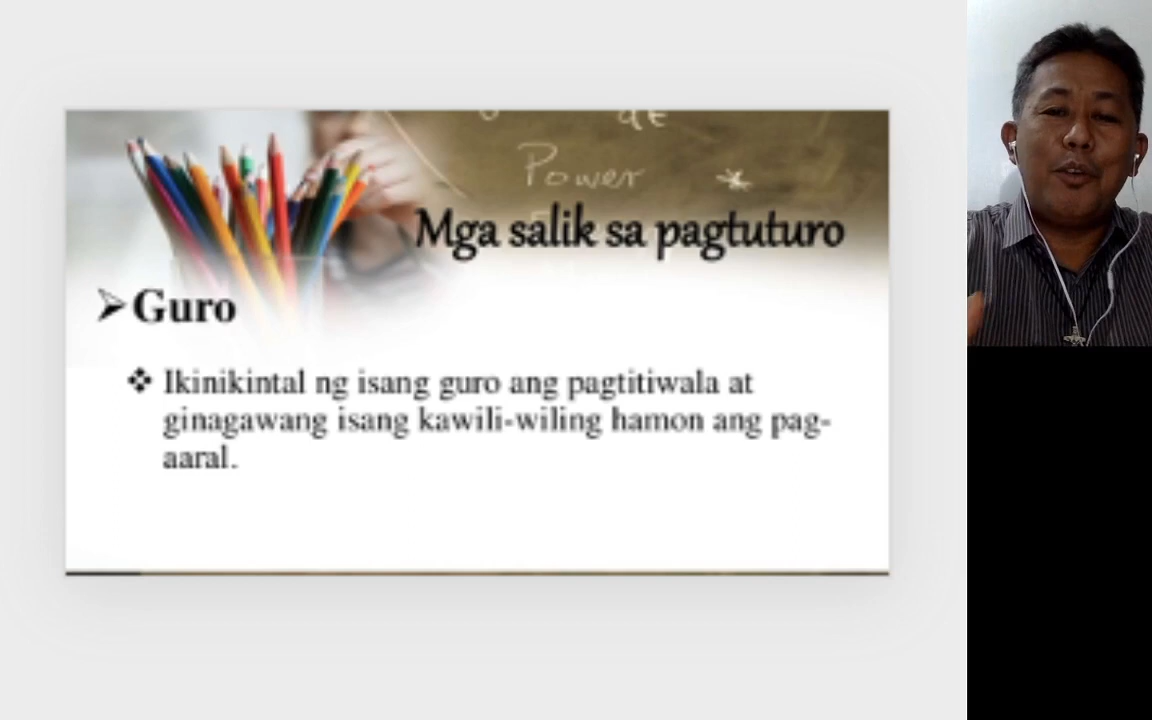 Power
Mga salik sa pagtuturo
Guro
Ikinikintal ng isang guro ang pagtitiwala at
ginagawang isang kawili-wiling hamon ang pag-
aaral.